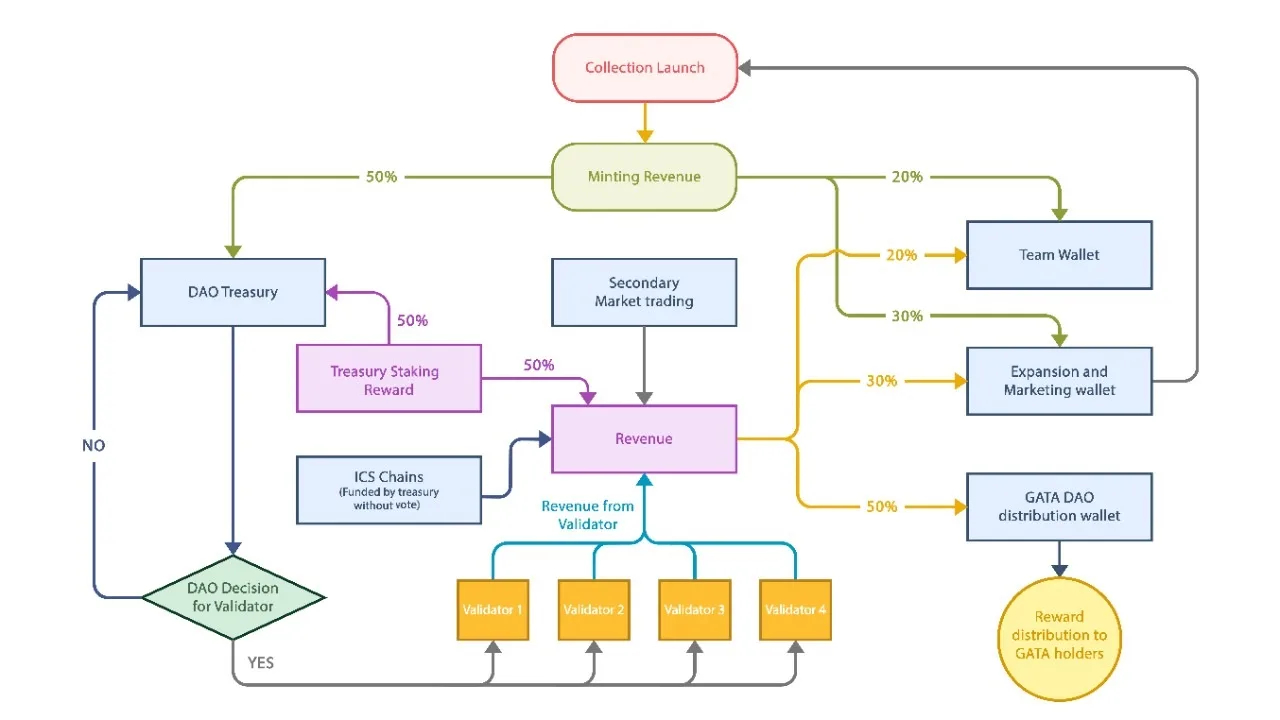 Collection Launch
Minting Revenue
50%
20%
Team Wallet
20%
DAO Treasury
Secondary
Market trading
50%
30%
Treasury Staking
Reward
50%
30%
Expansion and
Marketing wallet
Revenue
NO
ICS Chains
(Funded by treasury
without vote)
Revenue from
Validator
50%
GATA DAO
distribution wallet
DAO Decision
for Validator
Validator 1
Validator 2
Validator 3
Validator 4
Reward
distribution to
GATA holders
YES